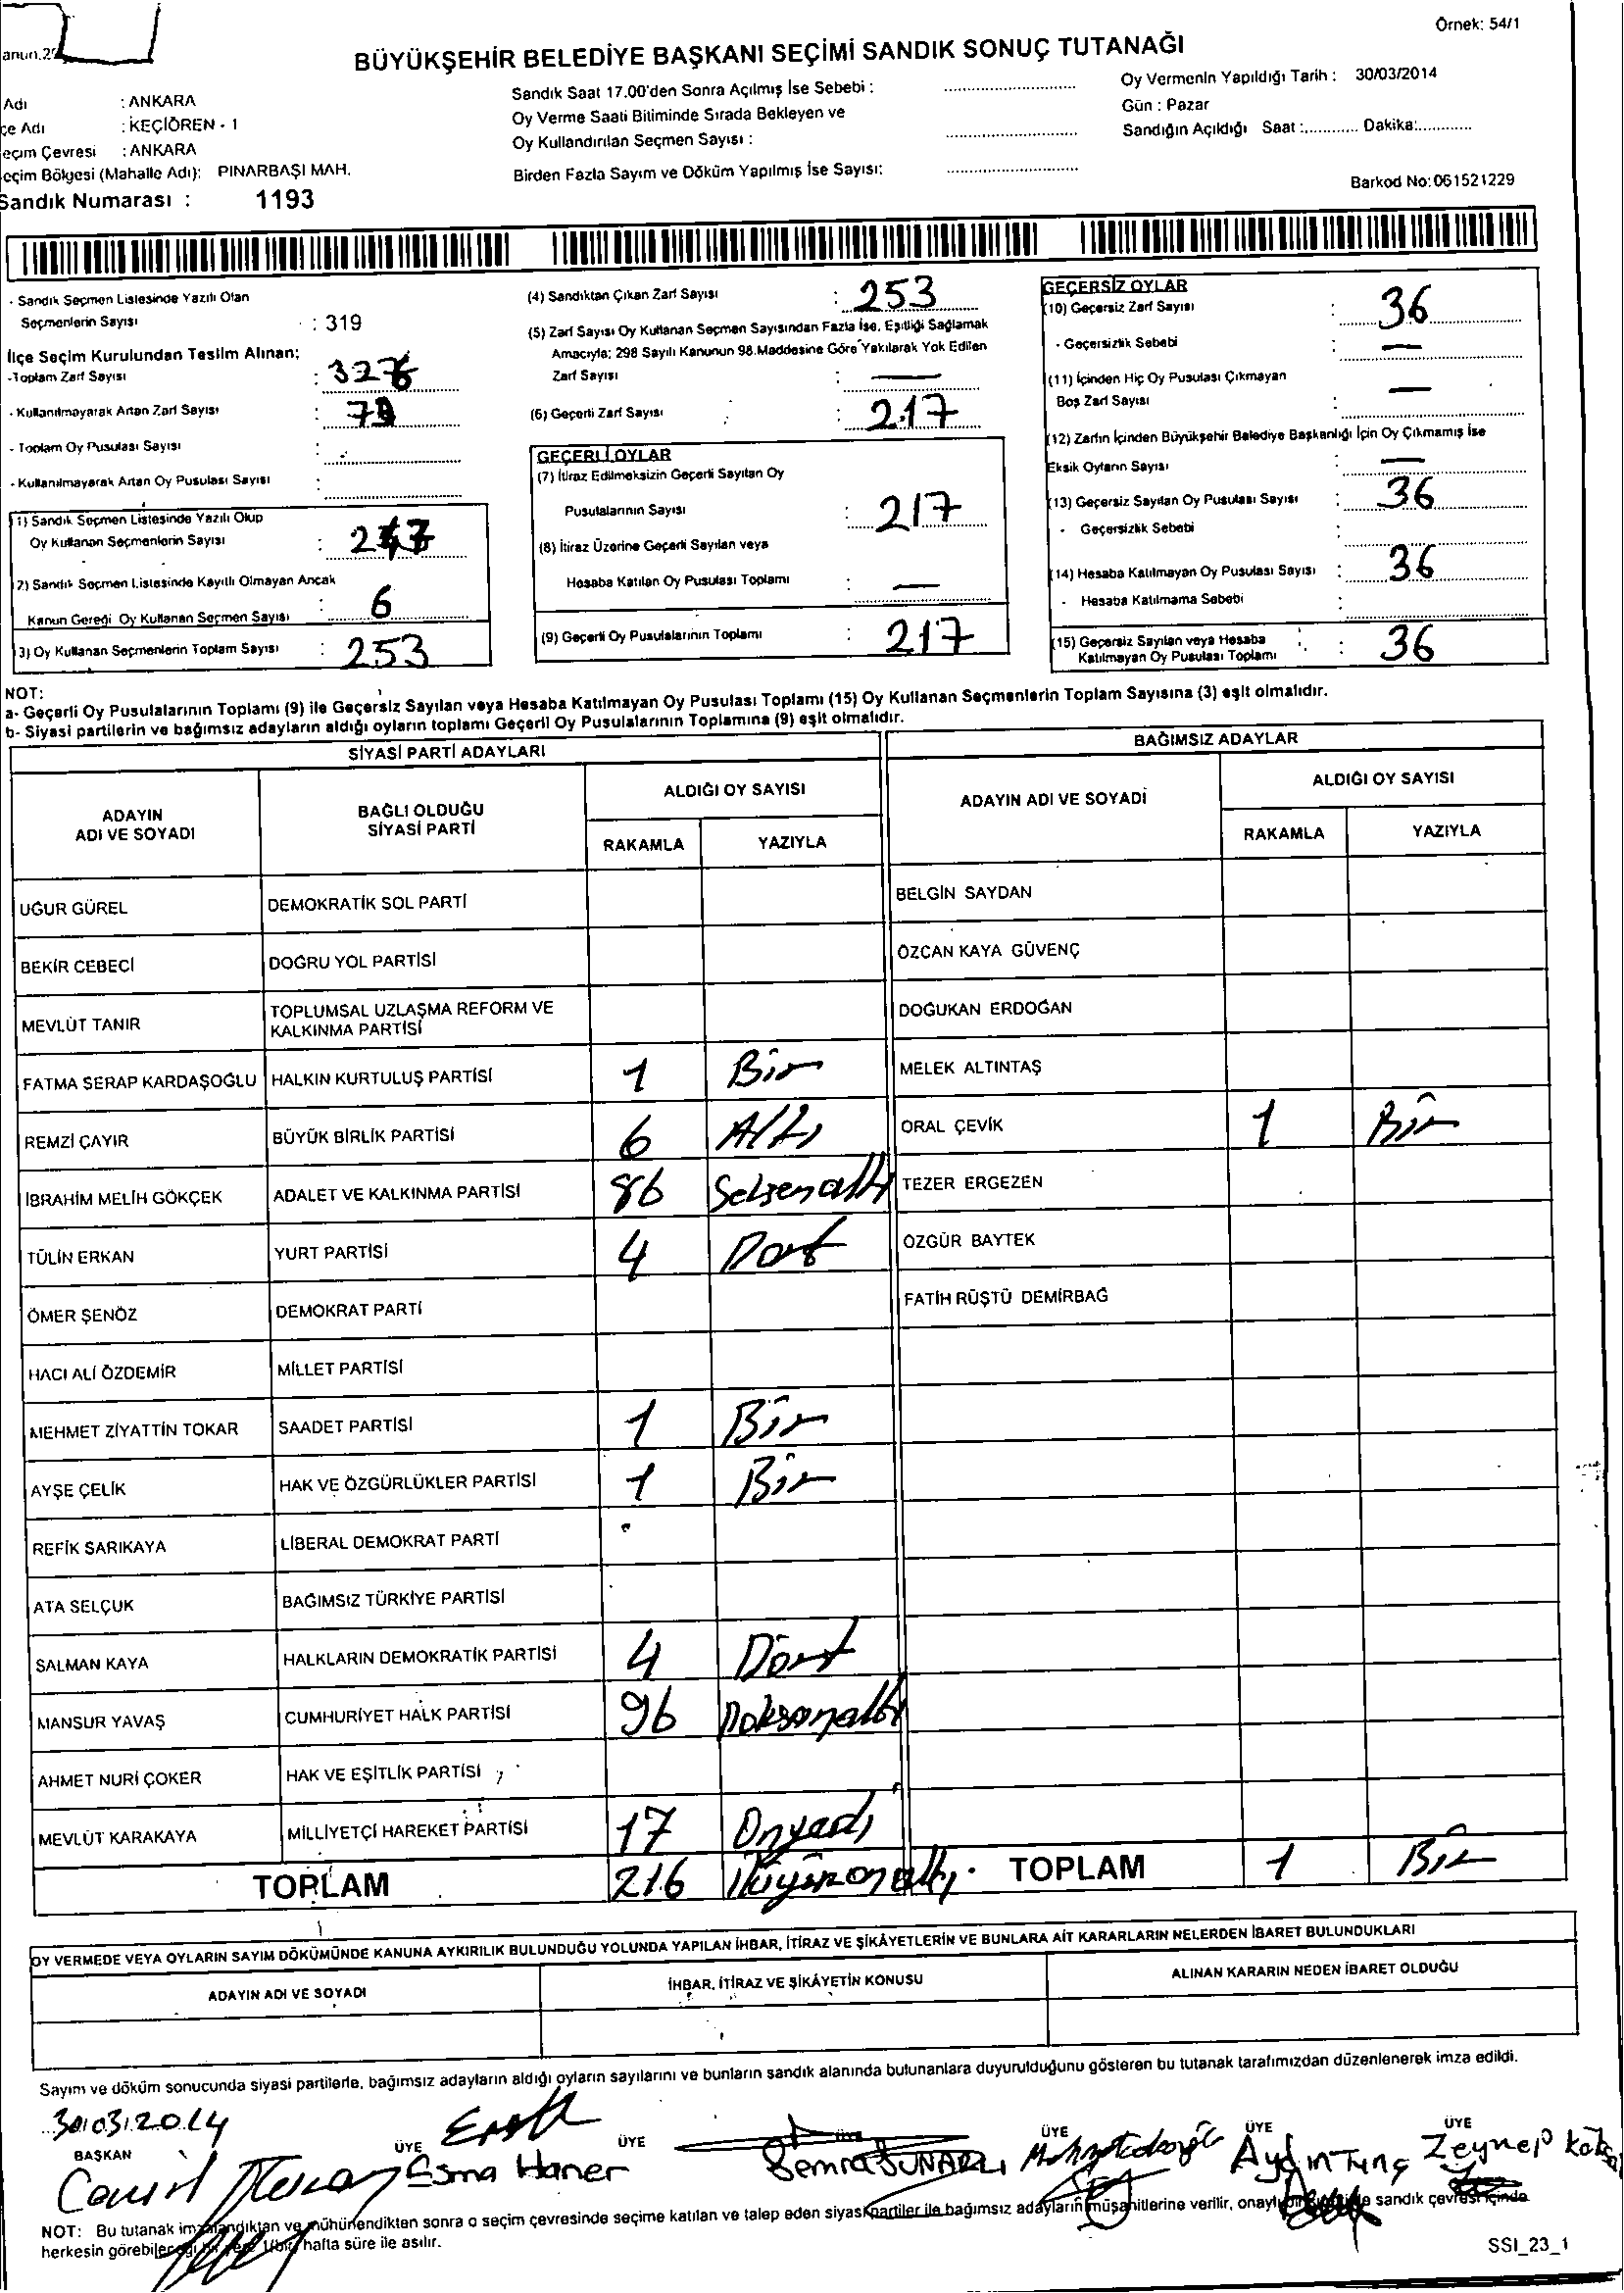 Örnek: 54/1
BÜYÜKŞEHİR BELEDİYE BAŞKANI SEÇİMİ SANDIK SONUÇ TUTANAĞI
Adı : ANKARA
çe Adı : KEÇİÖREN - 1
eçim Çevresi : ANKARA
eçim Bölgesi (Mahalle Adı): PINARBAŞI MAH.
Sandık Numarası : 1193
Sandık Saat 17.00'den Sonra Açılmış İse Sebebi :
Oy Verme Saati Bitiminde Sırada Bekleyen ve
Oy Kullandırılan Seçmen Sayısı :
Birden Fazla Sayım ve Döküm Yapılmış İse Sayısı:
Oy Vermenin Yapıldığı Tarih : 30/03/2014
Gün : Pazar
Sandığın Açıldığı Saat :............ Dakika:............
Barkod No:061521229
- Sandık Seçmen Listesinde Yazılı Olan
Seçmenlerin Sayısı : 319
İlçe Seçim Kurulundan Teslim Alınan;
-Toplam Zarf Sayısı : 326
- Kullanılmayarak Artan Zarf Sayısı :
- Toplam Oy Pusulası Sayısı :
- Kullanılmayarak Artan Oy Pusulası Sayısı :
1) Sandık Seçmen Listesinde Yazılı Olup
Oy Kullanan Seçmenlerin Sayısı : 247
2) Sandık Seçmen Listesinde Kayıtlı Olmayan Ancak
Kanun Gereği Oy Kullanan Seçmen Sayısı : 6
3) Oy Kullanan Seçmenlerin Toplam Sayısı : 253
(4) Sandıktan Çıkan Zarf Sayısı : 253
(5) Zarf Sayısı Oy Kullanan Seçmen Sayısından Fazla İse, Eşitliği Sağlamak
Amacıyla; 298 Sayılı Kanunun 98.Maddesine Göre Yakılarak Yok Edilen
Zarf Sayısı : —
(6) Geçerli Zarf Sayısı : 217
GEÇERLİ OYLAR
(7) İtiraz Edilmeksizin Geçerli Sayılan Oy
Pusulalarının Sayısı : 217
(8) İtiraz Üzerine Geçerli Sayılan veya
Hesaba Katılan Oy Pusulası Toplamı : —
(9) Geçerli Oy Pusulalarının Toplamı : 217
GEÇERSİZ OYLAR
(10) Geçersiz Zarf Sayısı : 36
- Geçersizlik Sebebi : —
(11) İçinden Hiç Oy Pusulası Çıkmayan
Boş Zarf Sayısı : —
(12) Zarfın İçinden Büyükşehir Belediye Başkanlığı İçin Oy Çıkmamış İse
Eksik Oyların Sayısı : —
(13) Geçersiz Sayılan Oy Pusulası Sayısı : 36
- Geçersizlik Sebebi :
(14) Hesaba Katılmayan Oy Pusulası Sayısı : 36
- Hesaba Katılmama Sebebi :
(15) Geçersiz Sayılan veya Hesaba
Katılmayan Oy Pusulası Toplamı : 36
NOT:
a- Geçerli Oy Pusulalarının Toplamı (9) ile Geçersiz Sayılan veya Hesaba Katılmayan Oy Pusulası Toplamı (15) Oy Kullanan Seçmenlerin Toplam Sayısına (3) eşit olmalıdır.
b- Siyasi partilerin ve bağımsız adayların aldığı oyların toplamı Geçerli Oy Pusulalarının Toplamına (9) eşit olmalıdır.
SİYASİ PARTİ ADAYLARI
ADAYIN ADI VE SOYADI
BAĞLI OLDUĞU SİYASİ PARTİ
ALDIĞI OY SAYISI
RAKAMLA YAZIYLA
UĞUR GÜREL DEMOKRATİK SOL PARTİ
BEKİR CEBECİ DOĞRU YOL PARTİSİ
MEVLÜT TANIR TOPLUMSAL UZLAŞMA REFORM VE KALKINMA PARTİSİ
FATMA SERAP KARDAŞOĞLU HALKIN KURTULUŞ PARTİSİ 1 Bir
REMZİ ÇAYIR BÜYÜK BİRLİK PARTİSİ 6 Altı
İBRAHİM MELİH GÖKÇEK ADALET VE KALKINMA PARTİSİ 86 Seksenaltı
TÜLİN ERKAN YURT PARTİSİ 4 Dört
ÖMER ŞENÖZ DEMOKRAT PARTİ
HACI ALİ ÖZDEMİR MİLLET PARTİSİ
MEHMET ZİYATTİN TOKAR SAADET PARTİSİ 1 Bir
AYŞE ÇELİK HAK VE ÖZGÜRLÜKLER PARTİSİ 1 Bir
REFİK SARIKAYA LİBERAL DEMOKRAT PARTİ
ATA SELÇUK BAĞIMSIZ TÜRKİYE PARTİSİ
SALMAN KAYA HALKLARIN DEMOKRATİK PARTİSİ 4 Dört
MANSUR YAVAŞ CUMHURİYET HALK PARTİSİ 96 Doksanaltı
AHMET NURİ ÇOKER HAK VE EŞİTLİK PARTİSİ
MEVLÜT KARAKAYA MİLLİYETÇİ HAREKET PARTİSİ 17 Onyedi
TOPLAM 216 İkiyüzonaltı
BAĞIMSIZ ADAYLAR
ADAYIN ADI VE SOYADI
ALDIĞI OY SAYISI
RAKAMLA YAZIYLA
BELGİN SAYDAN
ÖZCAN KAYA GÜVENÇ
DOĞUKAN ERDOĞAN
MELEK ALTINTAŞ
ORAL ÇEVİK 1 Bir
TEZER ERGEZEN
ÖZGÜR BAYTEK
FATİH RÜŞTÜ DEMİRBAĞ
TOPLAM 1 Bir
OY VERMEDE VEYA OYLARIN SAYIM DÖKÜMÜNDE KANUNA AYKIRILIK BULUNDUĞU YOLUNDA YAPILAN İHBAR, İTİRAZ VE ŞİKÂYETLERİN VE BUNLARA AİT KARARLARIN NELERDEN İBARET BULUNDUKLARI
ADAYIN ADI VE SOYADI İHBAR, İTİRAZ VE ŞİKÂYETİN KONUSU ALINAN KARARIN NEDEN İBARET OLDUĞU
Sayım ve döküm sonucunda siyasi partilerle, bağımsız adayların aldığı oyların sayılarını ve bunların sandık alanında bulunanlara duyurulduğunu gösteren bu tutanak tarafımızdan düzenlenerek imza edildi.
30.03.2014
BAŞKAN ÜYE ÜYE ÜYE ÜYE ÜYE
Esma Haner Semra Aydın Tunç Zeynep
NOT: Bu tutanak imzalandıktan ve mühürlendikten sonra o seçim çevresinde seçime katılan ve talep eden siyasi partiler ile bağımsız adayların müşahitlerine verilir, onaylı bir sandık çevresi içinde
herkesin görebileceği bir yere 1(bir) hafta süre ile asılır.
SSI_23_1